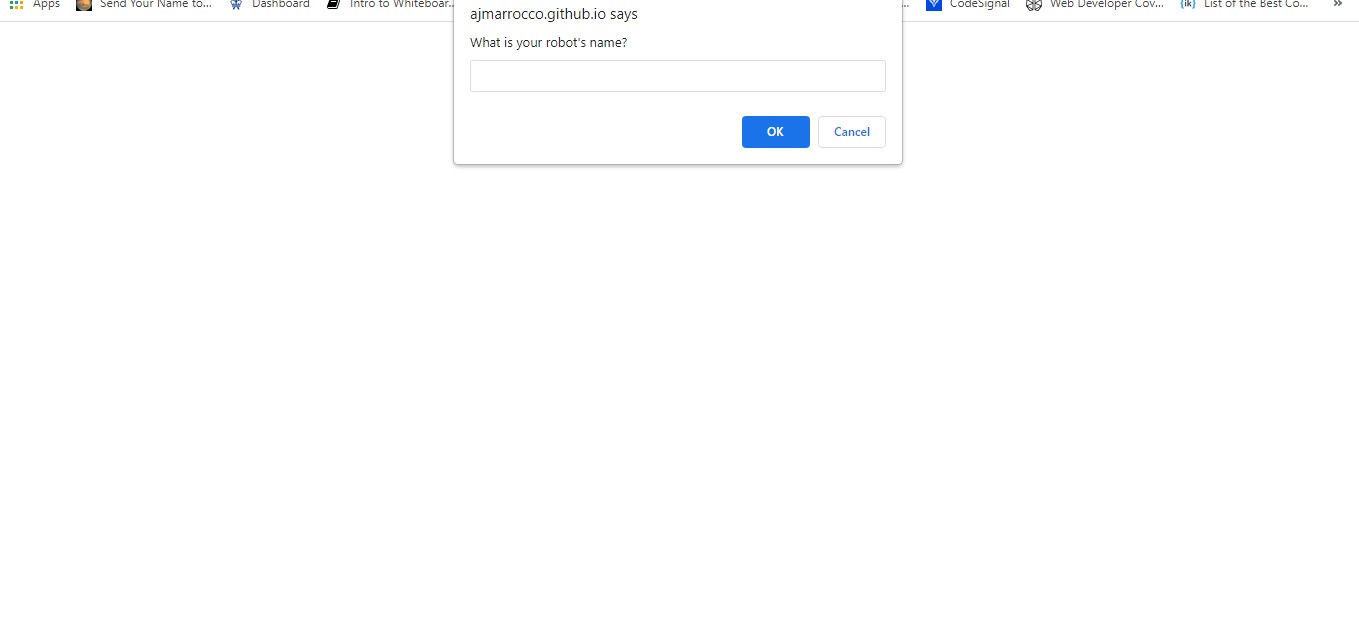 Apps Send Your Name to... Dashboard Intro to Whiteboar... ... CodeSignal Web Developer Cov... {ik} List of the Best Co... »
ajmarrocco.github.io says
What is your robot's name?
OK Cancel